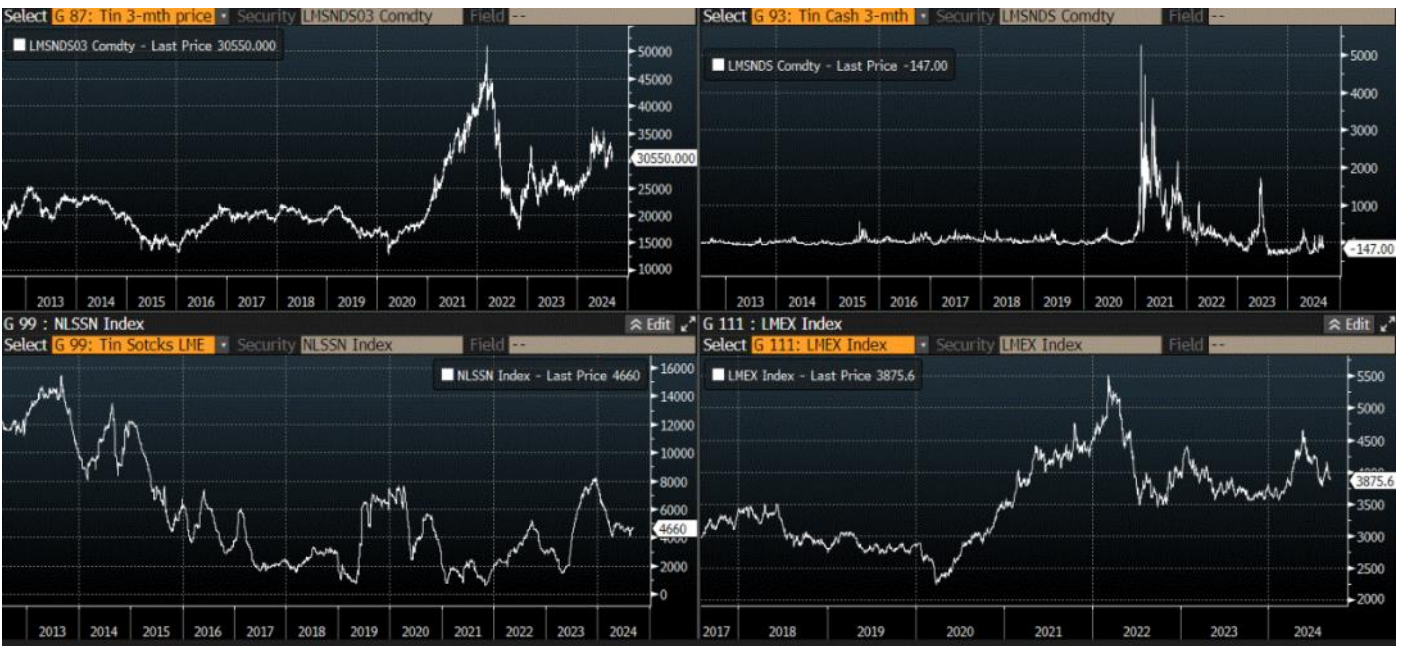 Select G 87: Tin 3-mth price Security LMSNDS03 Comdty Field --
LMSNDS03 Comdty - Last Price 30550.000
50000
45000
40000
35000
30550.000
25000
20000
15000
10000
2013 2014 2015 2016 2017 2018 2019 2020 2021 2022 2023 2024
Select G 93: Tin Cash 3-mth Security LMSNDS Comdty Field --
LMSNDS Comdty - Last Price -147.00
5000
4000
3000
2000
1000
-147.00
2013 2014 2015 2016 2017 2018 2019 2020 2021 2022 2023 2024
G 99 : NLSSN Index Edit
Select G 99: Tin Sotcks LME Security NLSSN Index Field --
NLSSN Index - Last Price 4660
16000
14000
12000
10000
8000
6000
4660
4000
2000
0
2013 2014 2015 2016 2017 2018 2019 2020 2021 2022 2023 2024
G 111 : LMEX Index Edit
Select G 111: LMEX Index Security LMEX Index Field --
LMEX Index - Last Price 3875.6
5500
5000
4500
3875.6
3500
3000
2500
2000
2017 2018 2019 2020 2021 2022 2023 2024